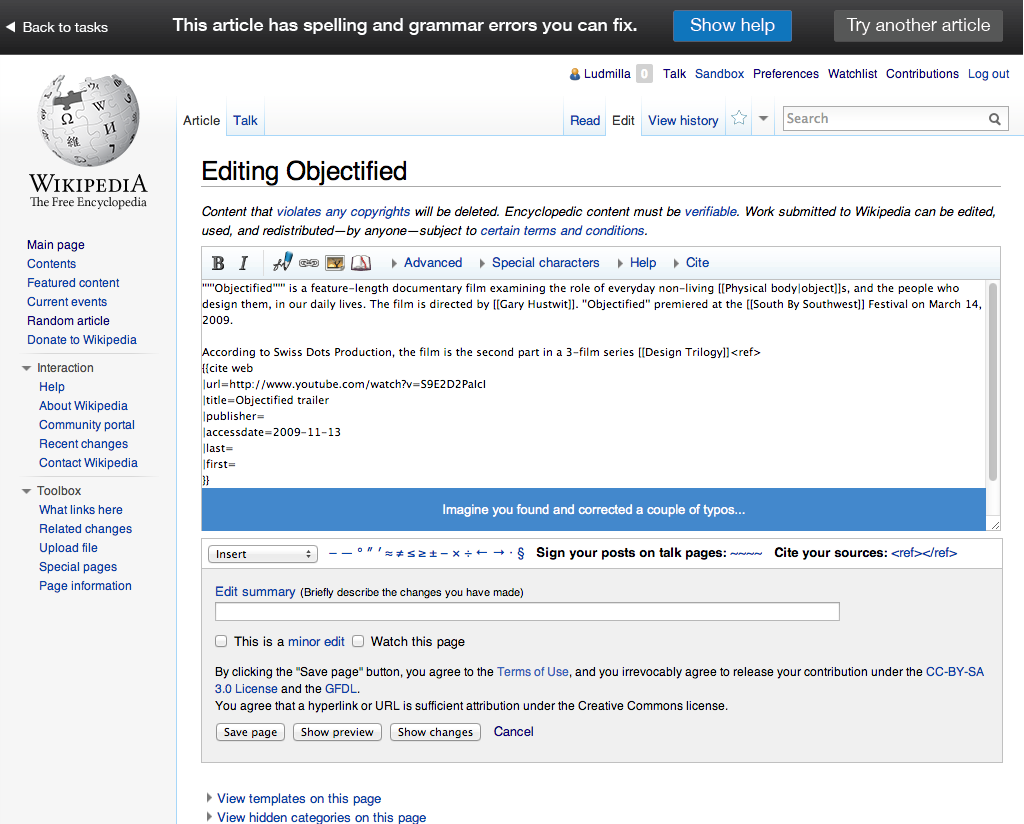 Back to tasks
This article has spelling and grammar errors you can fix.
Show help
Try another article
Ludmilla 0 Talk Sandbox Preferences Watchlist Contributions Log out
Article Talk Read Edit View history Search
Ω W И 維
WIKIPEDIA
The Free Encyclopedia
Main page
Contents
Featured content
Current events
Random article
Donate to Wikipedia
Interaction
Help
About Wikipedia
Community portal
Recent changes
Contact Wikipedia
Toolbox
What links here
Related changes
Upload file
Special pages
Page information
Editing Objectified
Content that violates any copyrights will be deleted. Encyclopedic content must be verifiable. Work submitted to Wikipedia can be edited,
used, and redistributed—by anyone—subject to certain terms and conditions.
B I Advanced Special characters Help Cite
'''''Objectified''''' is a feature-length documentary film examining the role of everyday non-living [[Physical body|object]]s, and the people who
design them, in our daily lives. The film is directed by [[Gary Hustwit]]. "Objectified" premiered at the [[South By Southwest]] Festival on March 14,
2009.
According to Swiss Dots Production, the film is the second part in a 3-film series [[Design Trilogy]]<ref>
{{cite web
|url=http://www.youtube.com/watch?v=S9E2D2PaIcI
|title=Objectified trailer
|publisher=
|accessdate=2009-11-13
|last=
|first=
}}
Imagine you found and corrected a couple of typos...
Insert – — ° ″ ′ ≈ ≠ ≤ ≥ ± − × ÷ ← → · § Sign your posts on talk pages: ~~~~ Cite your sources: <ref></ref>
Edit summary (Briefly describe the changes you have made)
This is a minor edit Watch this page
By clicking the "Save page" button, you agree to the Terms of Use, and you irrevocably agree to release your contribution under the CC-BY-SA
3.0 License and the GFDL.
You agree that a hyperlink or URL is sufficient attribution under the Creative Commons license.
Save page Show preview Show changes Cancel
View templates on this page
View hidden categories on this page